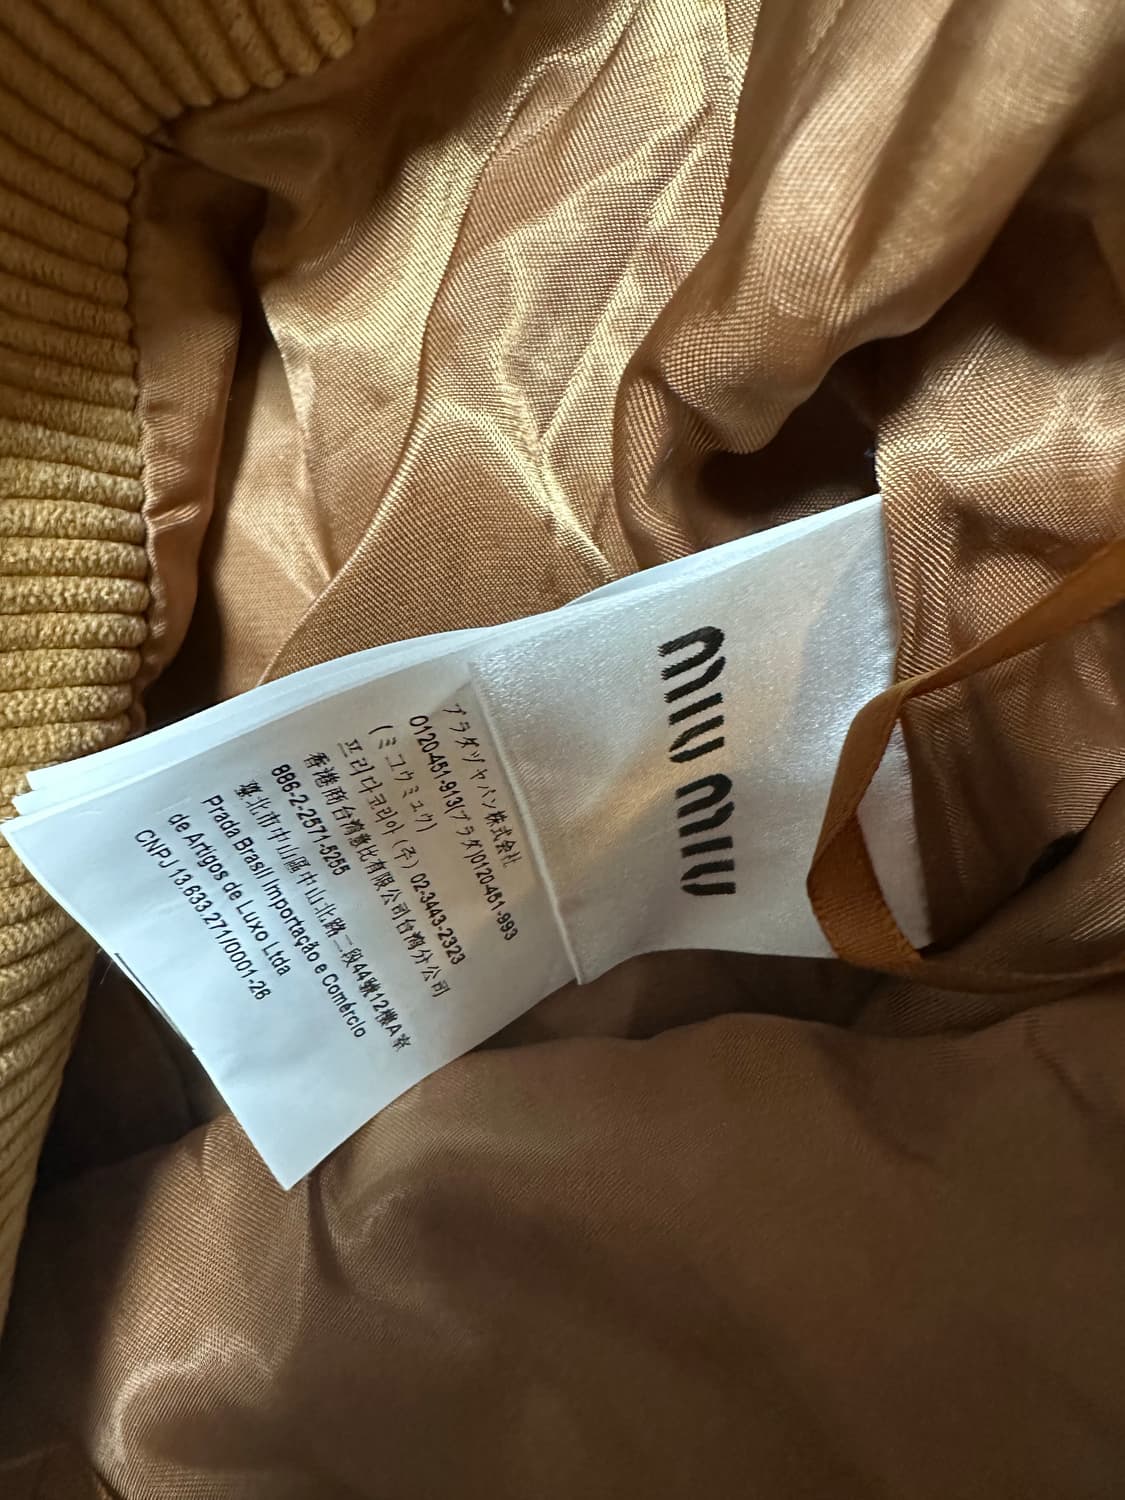 miu miu
プラダジャパン株式会社
0120-451-913(プラダ)0120-451-993
(ミュウミュウ)
프라다코리아 (주) 02-3443-2323
香港商台灣普比有限公司台灣分公司
886-2-2571-5255
臺北市中山區中山北路二段44號12樓A室
Prada Brasil Importação e Comércio
de Artigos de Luxo Ltda
CNPJ 13.633.271/0001-26